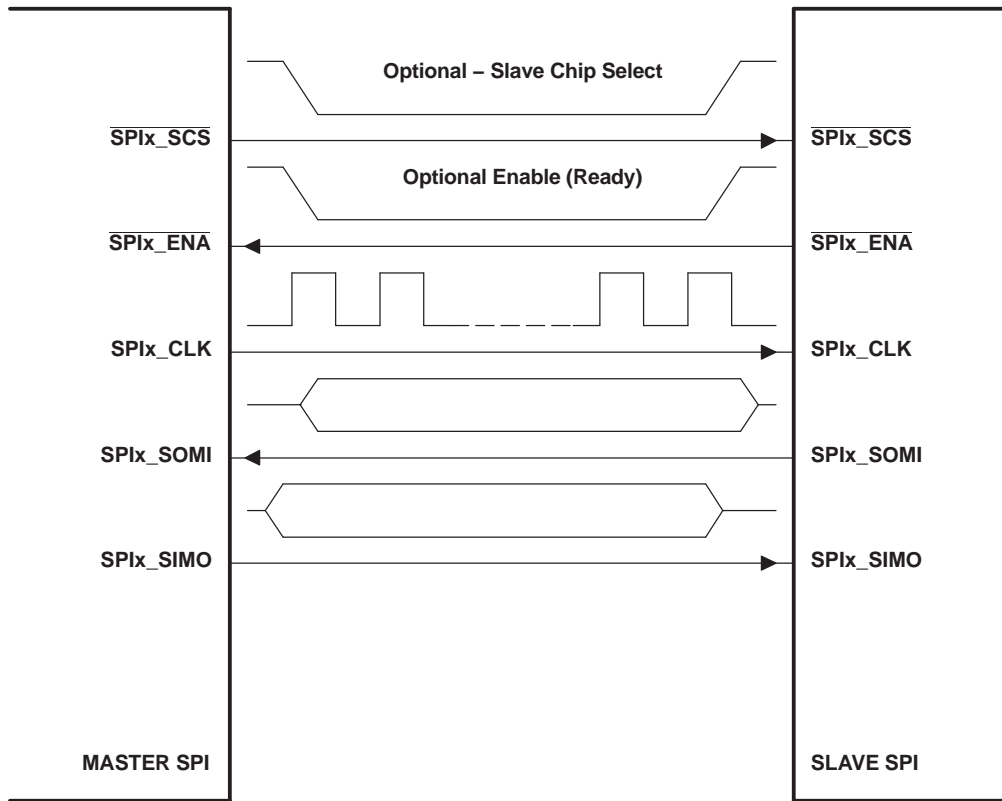 Optional – Slave Chip Select
SPIx_SCS SPIx_SCS
Optional Enable (Ready)
SPIx_ENA SPIx_ENA
SPIx_CLK SPIx_CLK
SPIx_SOMI SPIx_SOMI
SPIx_SIMO SPIx_SIMO
MASTER SPI SLAVE SPI